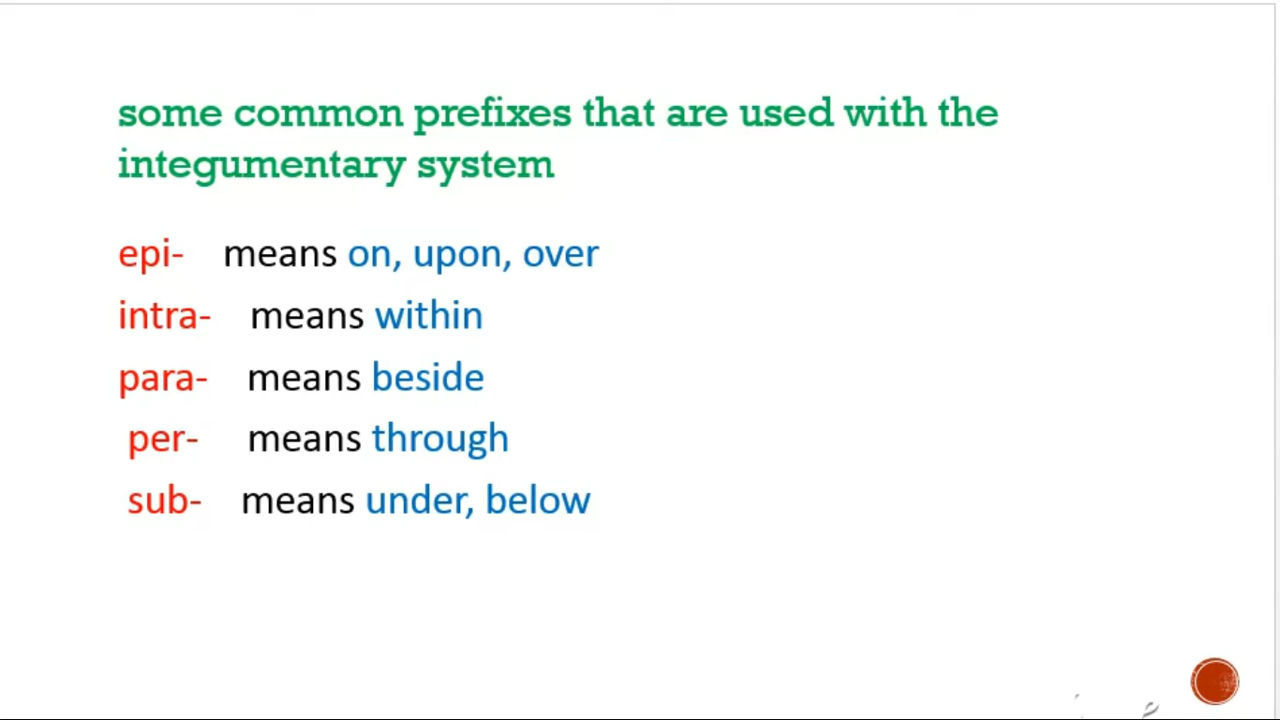 some common prefixes that are used with the
integumentary system
epi- means on, upon, over
intra- means within
para- means beside
per- means through
sub- means under, below